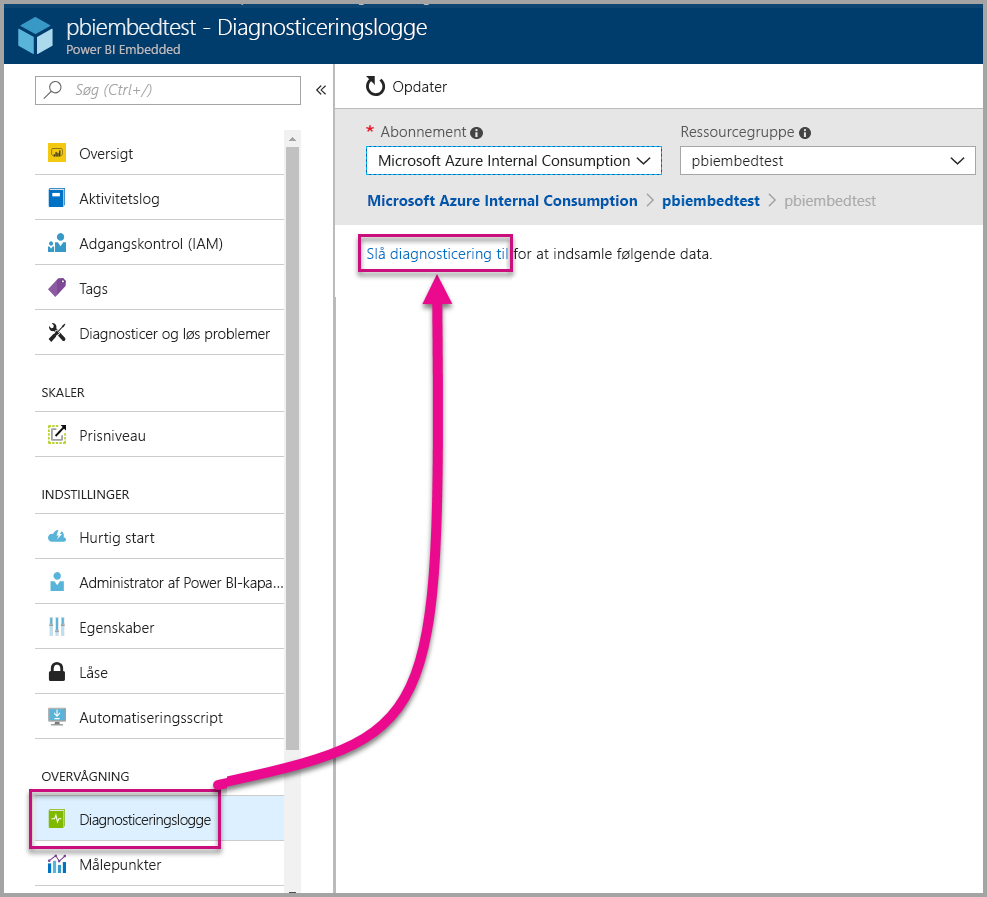 pbiembedtest - Diagnosticeringslogge
Power BI Embedded
Søg (Ctrl+/)
Oversigt
Aktivitetslog
Adgangskontrol (IAM)
Tags
Diagnosticer og løs problemer
SKALER
Prisniveau
INDSTILLINGER
Hurtig start
Administrator af Power BI-kapa...
Egenskaber
Låse
Automatiseringsscript
OVERVÅGNING
Diagnosticeringslogge
Målepunkter
Opdater
* Abonnement
Microsoft Azure Internal Consumption
Ressourcegruppe
pbiembedtest
Microsoft Azure Internal Consumption > pbiembedtest > pbiembedtest
Slå diagnosticering til for at indsamle følgende data.